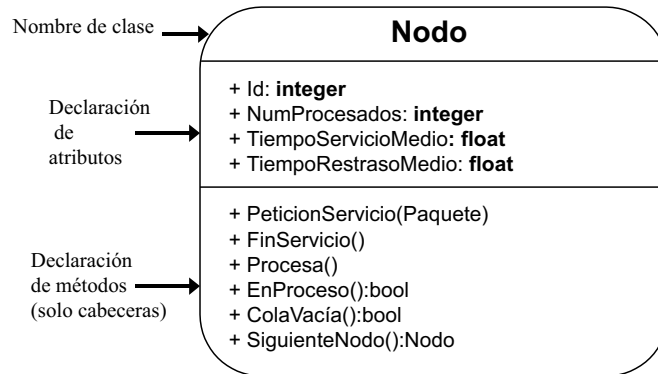 Nombre de clase
Nodo
Declaración
de
atributos
+ Id: integer
+ NumProcesados: integer
+ TiempoServicioMedio: float
+ TiempoRestrasoMedio: float
Declaración
de métodos
(solo cabeceras)
+ PeticionServicio(Paquete)
+ FinServicio()
+ Procesa()
+ EnProceso():bool
+ ColaVacía():bool
+ SiguienteNodo():Nodo